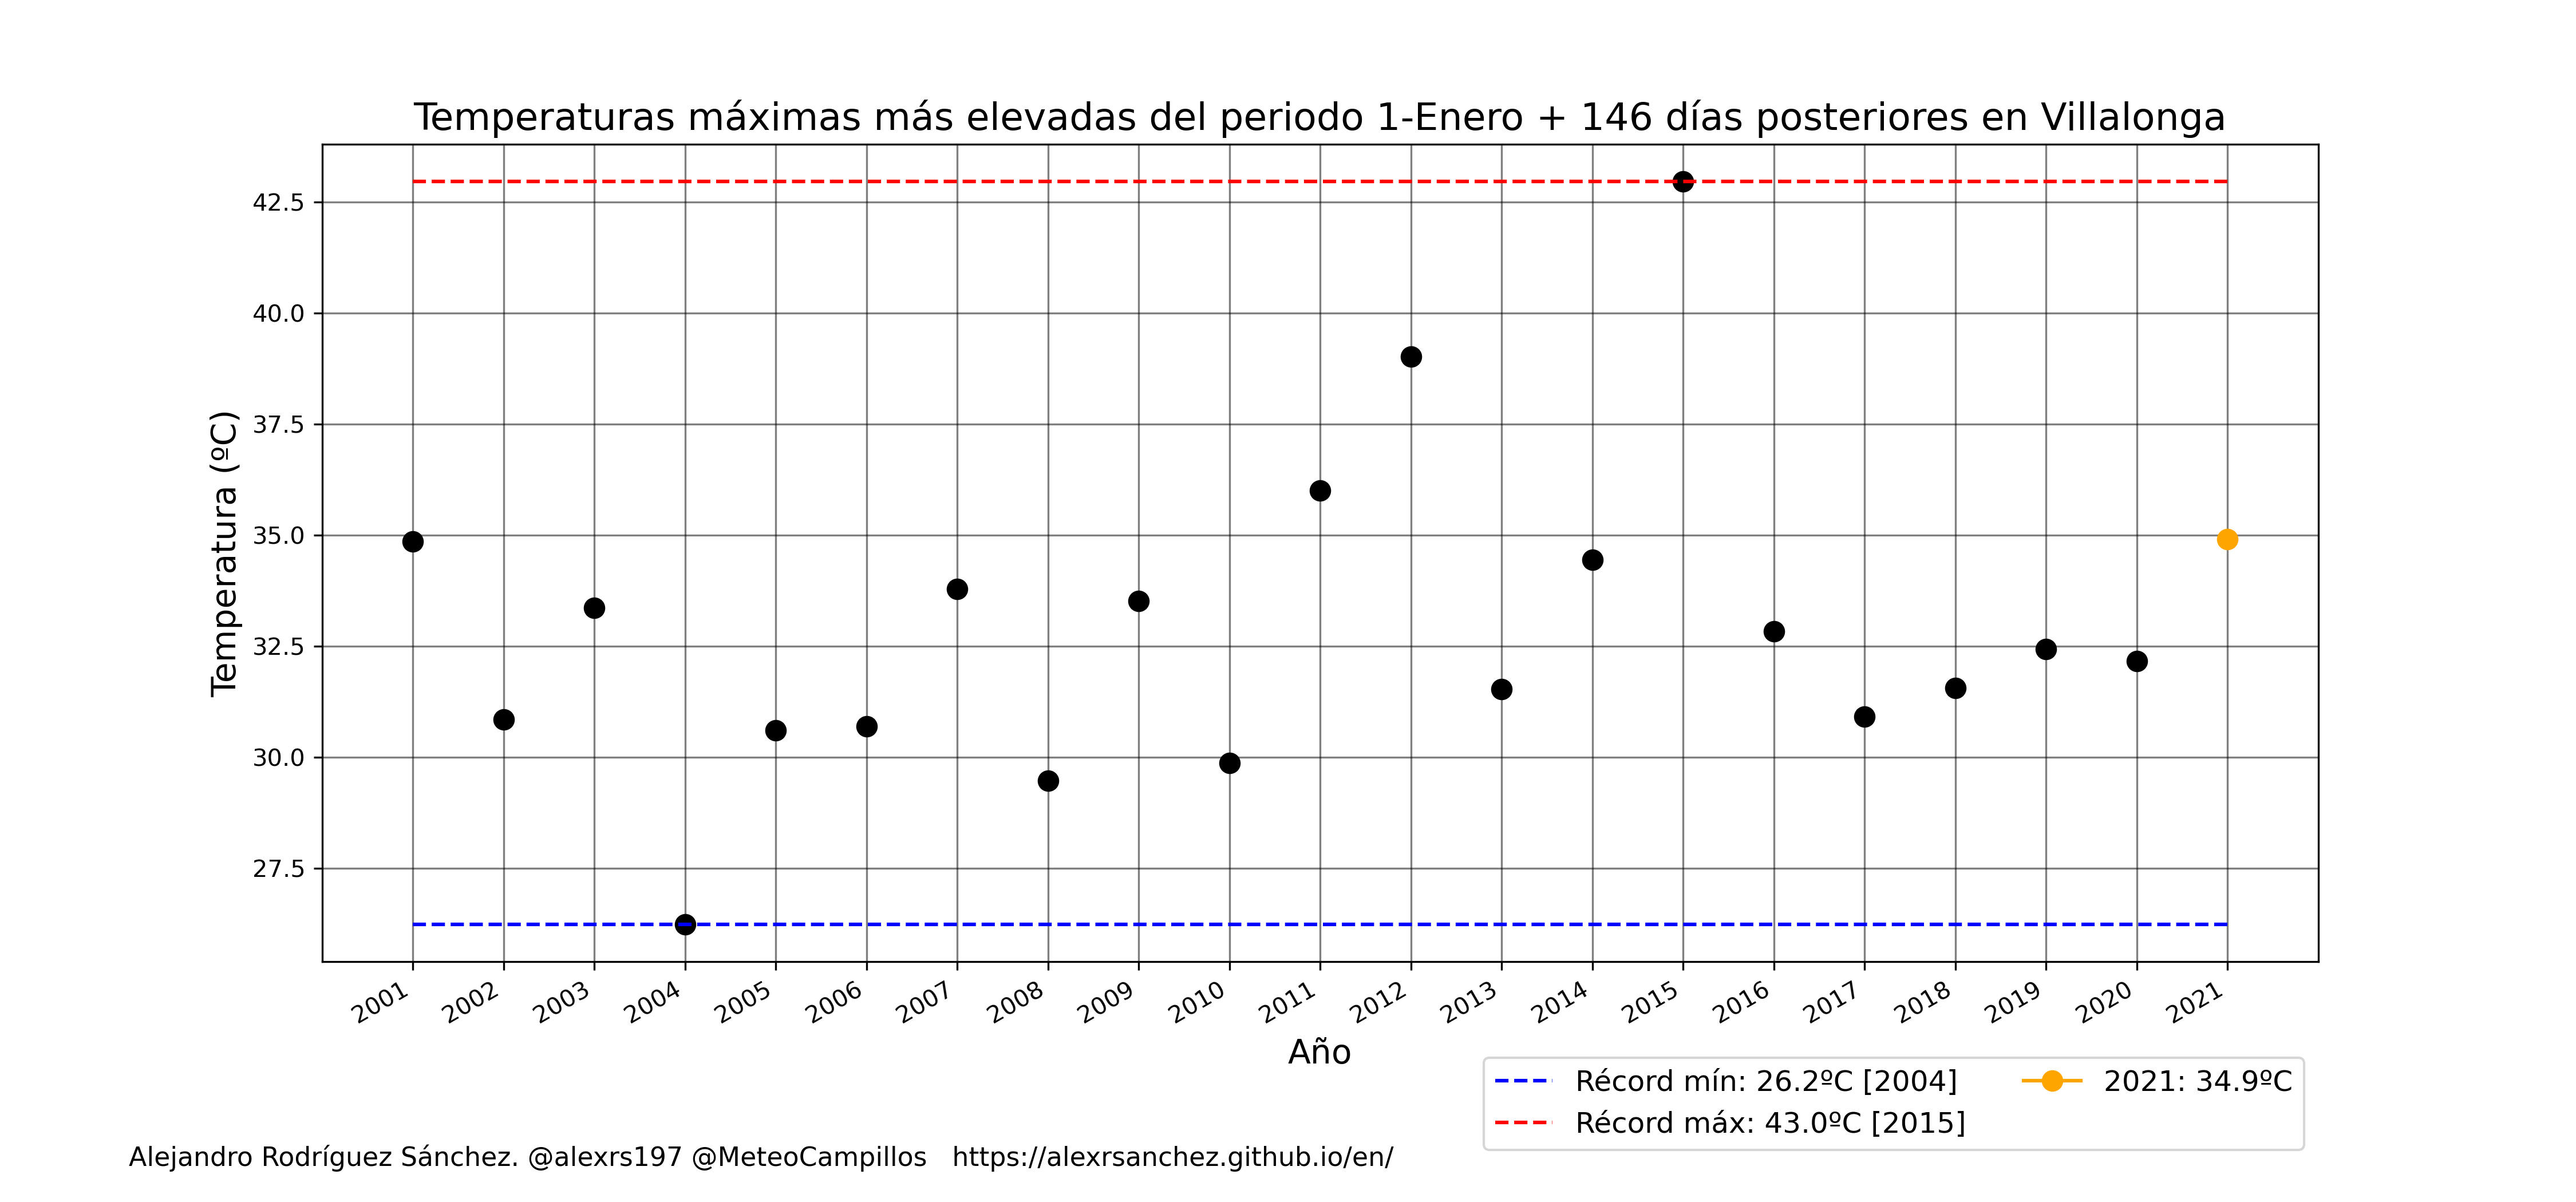 Temperaturas máximas más elevadas del periodo 1-Enero + 146 días posteriores en Villalonga
Temperatura (ºC)
42.5
40.0
37.5
35.0
32.5
30.0
27.5
2001 2002 2003 2004 2005 2006 2007 2008 2009 2010 2011 2012 2013 2014 2015 2016 2017 2018 2019 2020 2021
Año
Récord mín: 26.2ºC [2004] 2021: 34.9ºC
Récord máx: 43.0ºC [2015]
Alejandro Rodríguez Sánchez. @alexrs197 @MeteoCampillos https://alexrsanchez.github.io/en/